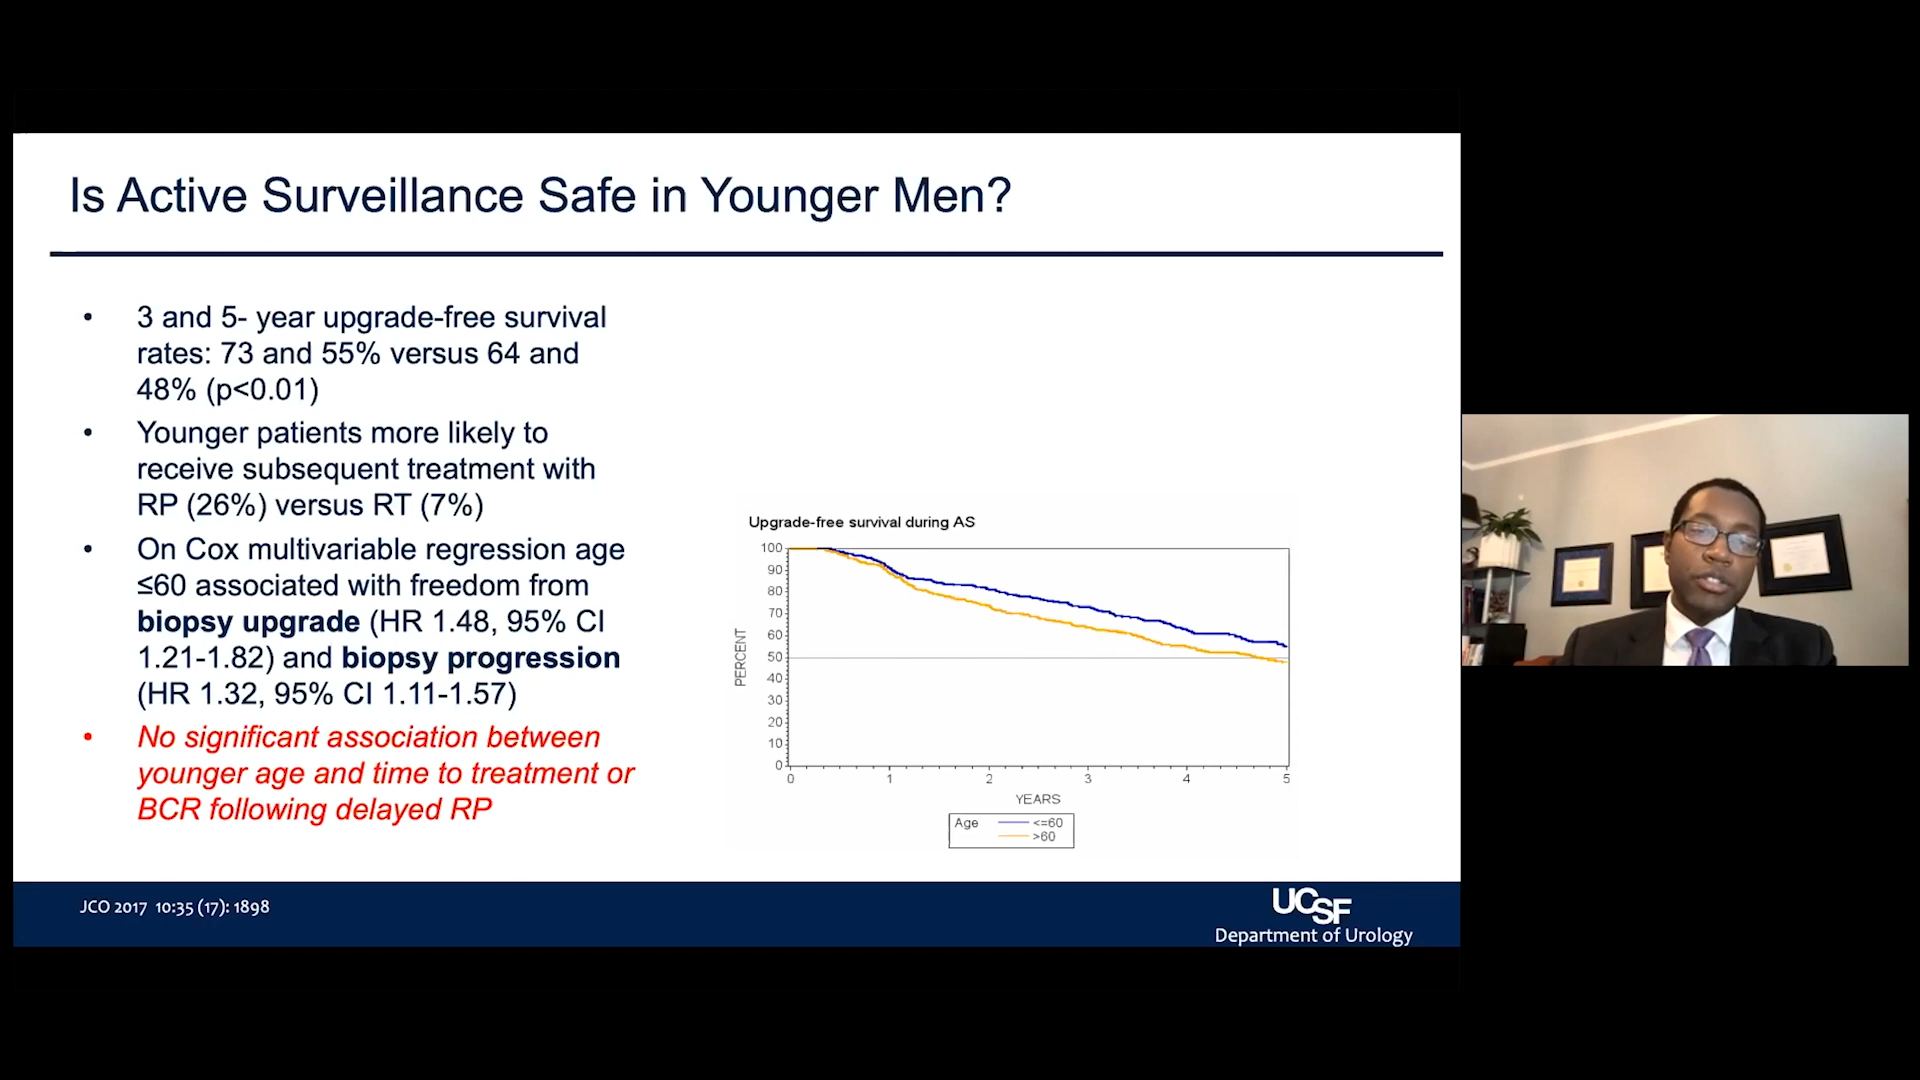 Is Active Surveillance Safe in Younger Men?
• 3 and 5- year upgrade-free survival
rates: 73 and 55% versus 64 and
48% (p<0.01)
• Younger patients more likely to
receive subsequent treatment with
RP (26%) versus RT (7%)
• On Cox multivariable regression age
≤60 associated with freedom from
biopsy upgrade (HR 1.48, 95% CI
1.21-1.82) and biopsy progression
(HR 1.32, 95% CI 1.11-1.57)
• No significant association between
younger age and time to treatment or
BCR following delayed RP
Upgrade-free survival during AS
PERCENT
100
90
80
70
60
50
40
30
20
10
0
0 1 2 3 4 5
YEARS
Age <=60
>60
JCO 2017 10:35 (17): 1898
UCSF
Department of Urology